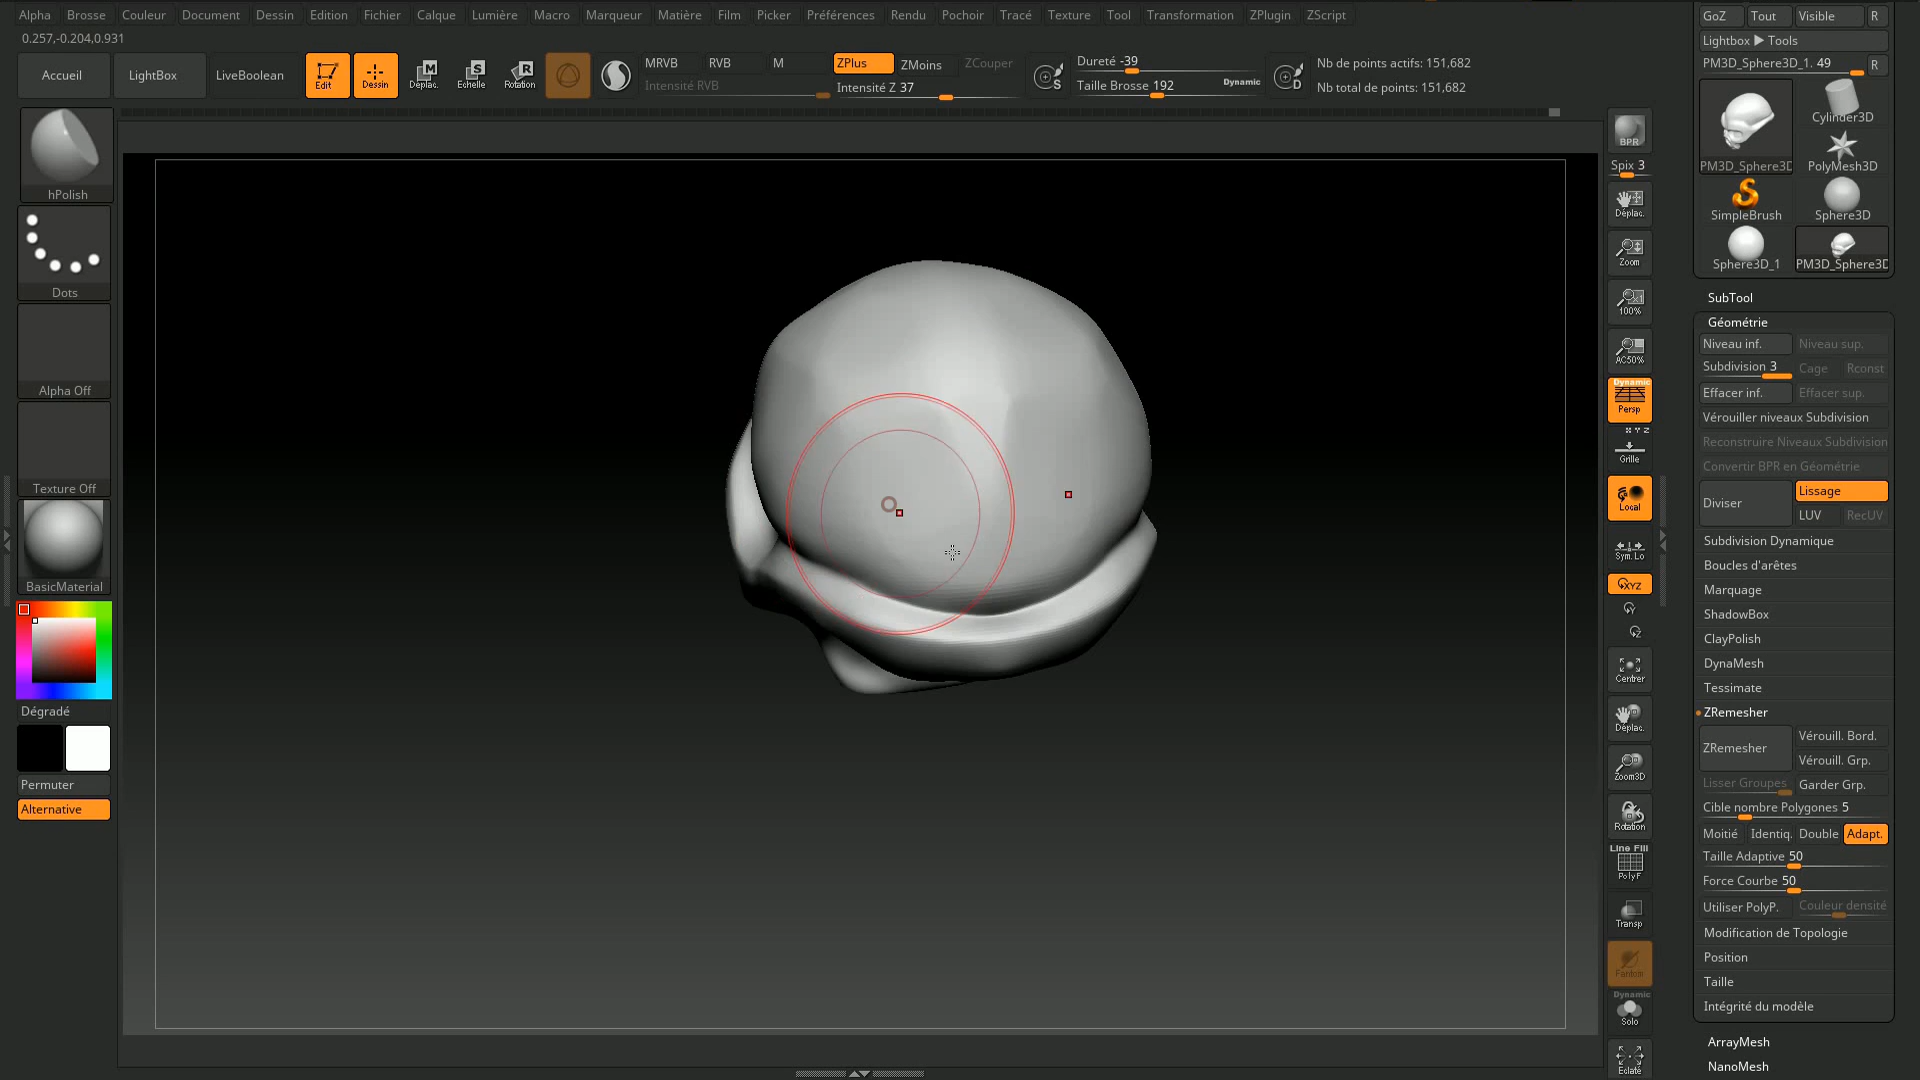 Alpha Brosse Couleur Document Dessin Edition Fichier Calque Lumière Macro Marqueur Matière Film Picker Préférences Rendu Pochoir Tracé Texture Tool Transformation ZPlugin ZScript
0.257,-0.204,0.931
Accueil
LightBox
LiveBoolean
Edit
Dessin
Déplac.
Echelle
Rotation
MRVB RVB M
Intensité RVB
ZPlus ZMoins ZCouper
Intensité Z 37
Dureté -39
Taille Brosse 192
Dynamic
Nb de points actifs: 151,682
Nb total de points: 151,682
hPolish
Dots
Alpha Off
Texture Off
BasicMaterial
Dégradé
Permuter
Alternative
BPR
Spix 3
Déplac.
Zoom
100%
AC50%
Dynamic
Persp
X Y Z
Grille
Local
Sym. Lo
XYZ
Y
Z
Centrer
Déplac.
Zoom3D
Rotation
Line Fill
PolyF
Transp
Fantom
Dynamic
Solo
Eclaté
GoZ Tout Visible R
Lightbox ▶ Tools
PM3D_Sphere3D_1. 49 R
PM3D_Sphere3D
Cylinder3D
PolyMesh3D
SimpleBrush
Sphere3D
Sphere3D_1
PM3D_Sphere3D
SubTool
Géométrie
Niveau inf. Niveau sup.
Subdivision 3 Cage Rconst
Effacer inf. Effacer sup.
Vérouiller niveaux Subdivision
Reconstruire Niveaux Subdivision
Convertir BPR en Géométrie
Diviser
Lissage
LUV RecUV
Subdivision Dynamique
Boucles d'arêtes
Marquage
ShadowBox
ClayPolish
DynaMesh
Tessimate
ZRemesher
ZRemesher
Vérouill. Bord.
Vérouill. Grp.
Lisser Groupes Garder Grp.
Cible nombre Polygones 5
Moitié Identiq. Double Adapt.
Taille Adaptive 50
Force Courbe 50
Utiliser PolyP. Couleur densité
Modification de Topologie
Position
Taille
Intégrité du modèle
ArrayMesh
NanoMesh